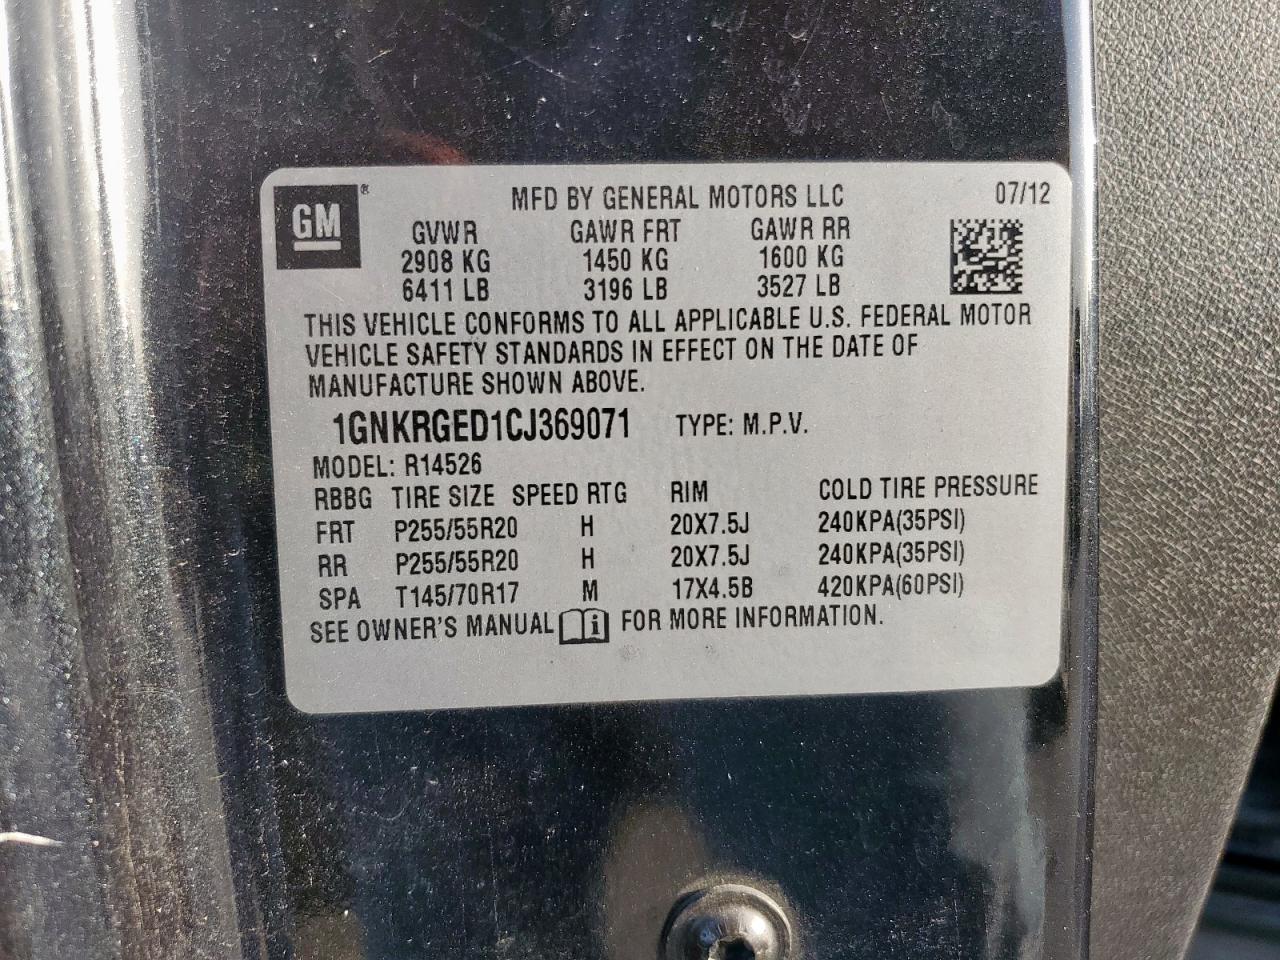 GM ® MFD BY GENERAL MOTORS LLC 07/12
GVWR GAWR FRT GAWR RR
2908 KG 1450 KG 1600 KG
6411 LB 3196 LB 3527 LB
THIS VEHICLE CONFORMS TO ALL APPLICABLE U.S. FEDERAL MOTOR
VEHICLE SAFETY STANDARDS IN EFFECT ON THE DATE OF
MANUFACTURE SHOWN ABOVE.
1GNKRGED1CJ369071 TYPE: M.P.V.
MODEL: R14526
RBBG TIRE SIZE SPEED RTG RIM COLD TIRE PRESSURE
FRT P255/55R20 H 20X7.5J 240KPA(35PSI)
RR P255/55R20 H 20X7.5J 240KPA(35PSI)
SPA T145/70R17 M 17X4.5B 420KPA(60PSI)
SEE OWNER'S MANUAL i FOR MORE INFORMATION.